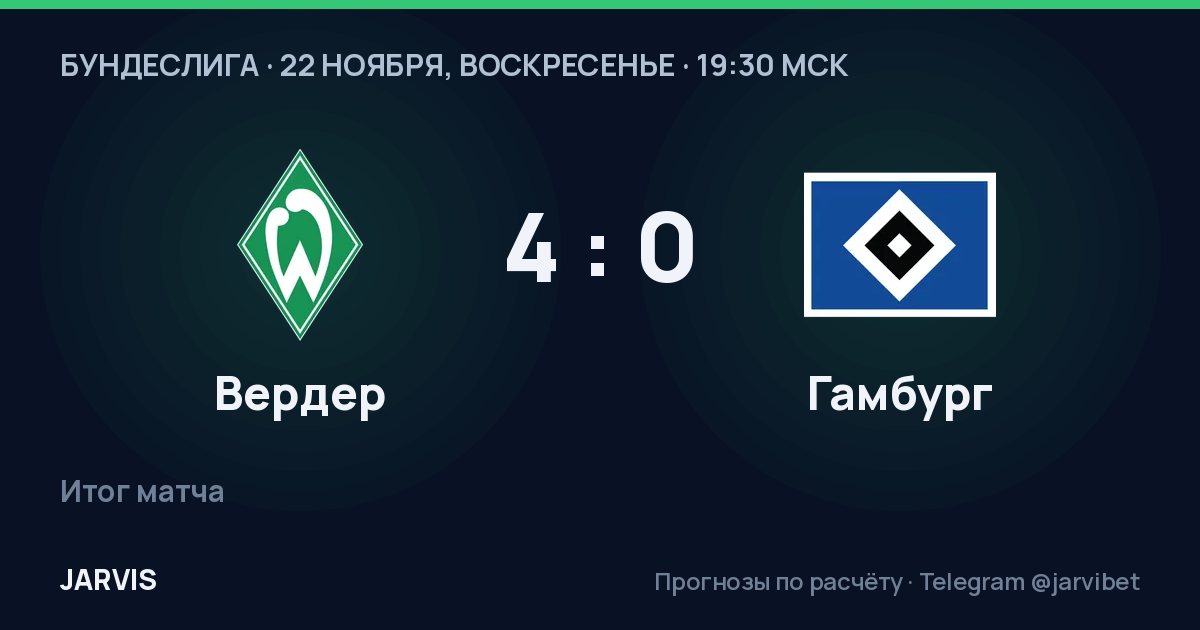 БУНДЕСЛИГА · 22 НОЯБРЯ, ВОСКРЕСЕНЬЕ · 19:30 МСК
4 : 0
Вердер
Гамбург
Итог матча
JARVIS
Прогнозы по расчёту · Telegram @jarvibet